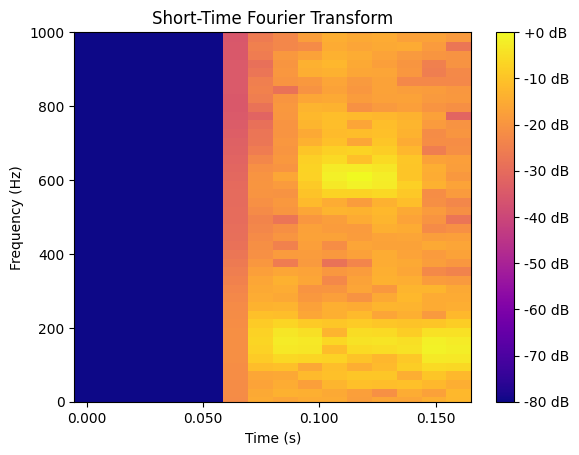 Short-Time Fourier Transform
Frequency (Hz)
1000
800
600
400
200
0
0.000
0.050
0.100
0.150
Time (s)
+0 dB
-10 dB
-20 dB
-30 dB
-40 dB
-50 dB
-60 dB
-70 dB
-80 dB